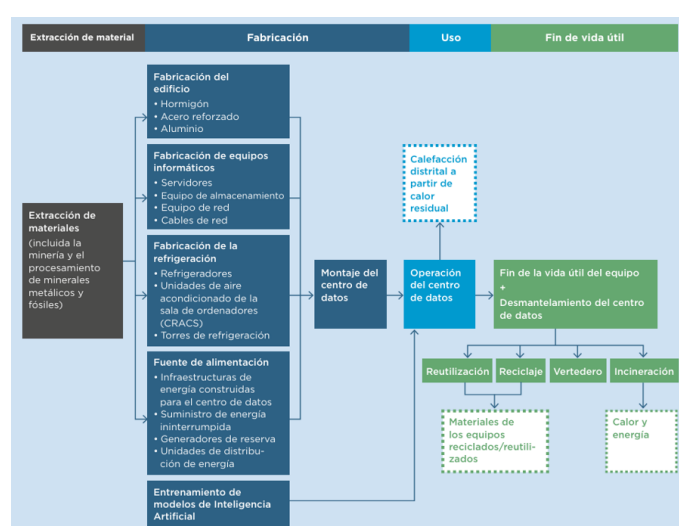 Extracción de material
Fabricación
Uso
Fin de vida útil
Fabricación del
edificio
• Hormigón
• Acero reforzado
• Aluminio
Fabricación de equipos
informáticos
• Servidores
• Equipo de almacenamiento
• Equipo de red
• Cables de red
Calefacción
distrital a
partir de
calor
residual
Extracción de
materiales
(incluida la
minería y el
procesamiento
de minerales
metálicos y
fósiles)
Fabricación de la
refrigeración
• Refrigeradores
• Unidades de aire
acondicionado de la
sala de ordenadores
(CRACS)
• Torres de refrigeración
Montaje del
centro de
datos
Operación
del centro
de datos
Fin de la vida útil del equipo
+
Desmantelamiento del centro
de datos
Fuente de alimentación
• Infraestructuras de
energía construidas
para el centro de datos
• Suministro de energía
ininterrumpida
• Generadores de reserva
• Unidades de distribu-
ción de energía
Reutilización
Reciclaje
Vertedero
Incineración
Materiales de
los equipos
reciclados/reutili-
zados
Calor y
energía
Entrenamiento de
modelos de Inteligencia
Artificial